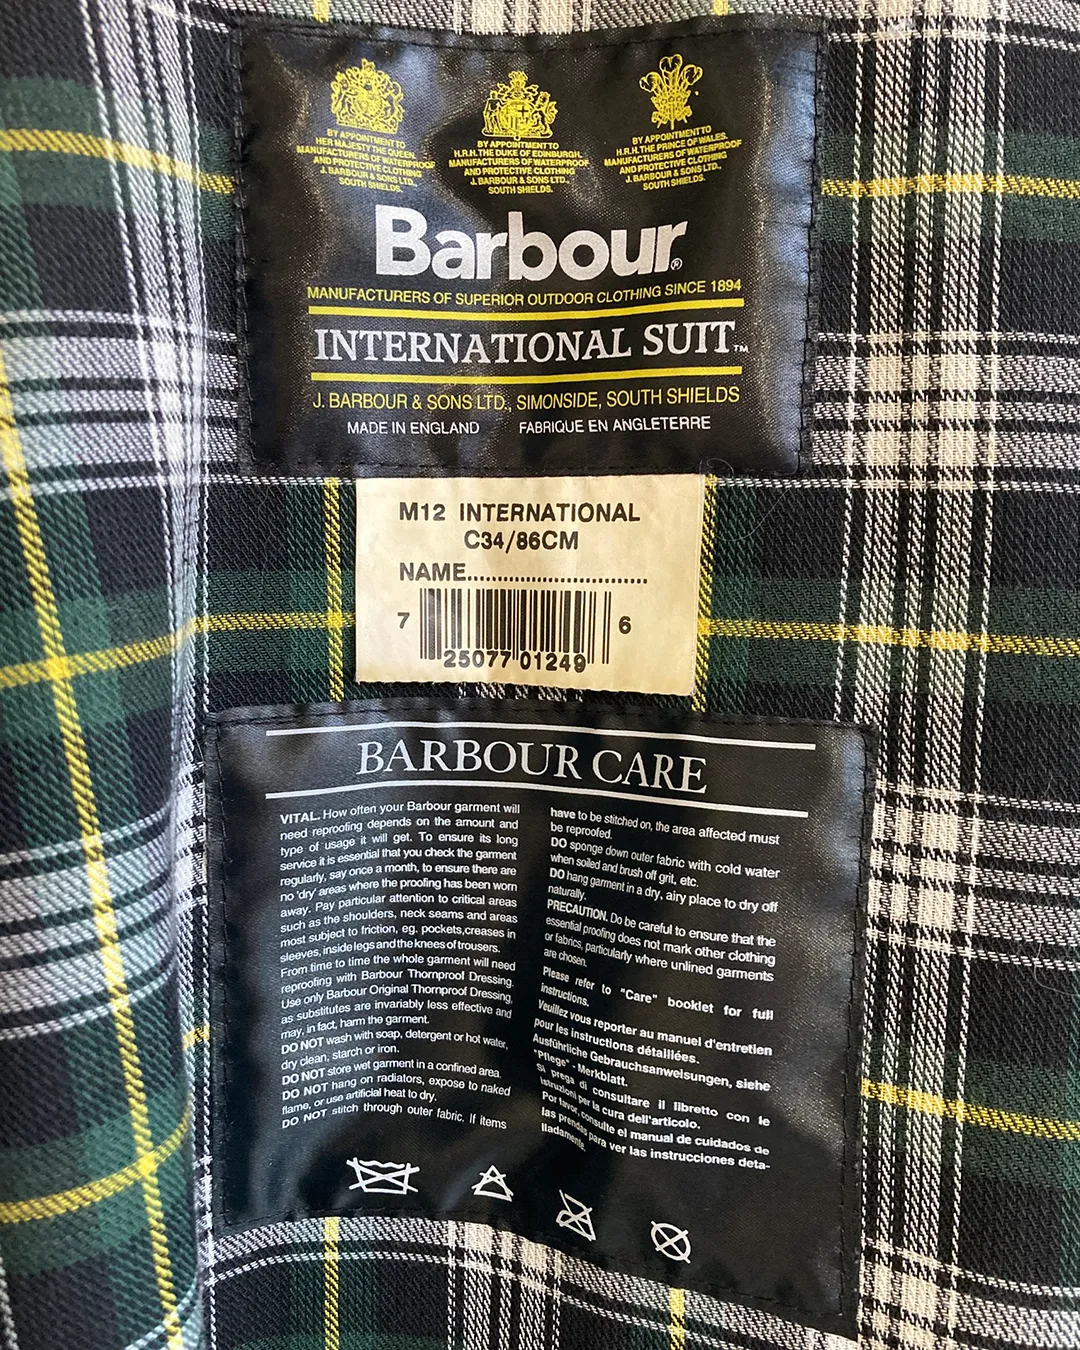 BY APPOINTMENT TO
HER MAJESTY THE QUEEN.
MANUFACTURERS OF WATERPROOF
AND PROTECTIVE CLOTHING
J. BARBOUR & SONS LTD.,
SOUTH SHIELDS.
BY APPOINTMENT TO
H.R.H. THE DUKE OF EDINBURGH.
MANUFACTURERS OF WATERPROOF
AND PROTECTIVE CLOTHING
J. BARBOUR & SONS LTD.,
SOUTH SHIELDS.
BY APPOINTMENT TO
H.R.H. THE PRINCE OF WALES.
MANUFACTURERS OF WATERPROOF
AND PROTECTIVE CLOTHING
J. BARBOUR & SONS LTD.,
SOUTH SHIELDS.
Barbour®
MANUFACTURERS OF SUPERIOR OUTDOOR CLOTHING SINCE 1894
INTERNATIONAL SUIT™
J. BARBOUR & SONS LTD., SIMONSIDE, SOUTH SHIELDS
MADE IN ENGLAND FABRIQUE EN ANGLETERRE
M12 INTERNATIONAL
C34/86CM
NAME..............................
7 25077 01249 6
BARBOUR CARE
VITAL. How often your Barbour garment will
need reproofing depends on the amount and
type of usage it will get. To ensure its long
service it is essential that you check the garment
regularly, say once a month, to ensure there are
no 'dry' areas where the proofing has been worn
away. Pay particular attention to critical areas
such as the shoulders, neck seams and areas
most subject to friction, eg. pockets,creases in
sleeves, inside legs and the knees of trousers.
From time to time the whole garment will need
reproofing with Barbour Thornproof Dressing.
Use only Barbour Original Thornproof Dressing,
as substitutes are invariably less effective and
may, in fact, harm the garment.
DO NOT wash with soap, detergent or hot water,
dry clean, starch or iron.
DO NOT store wet garment in a confined area.
DO NOT hang on radiators, expose to naked
flame, or use artificial heat to dry.
DO NOT stitch through outer fabric. If items
have to be stitched on, the area affected must
be reproofed.
DO sponge down outer fabric with cold water
when soiled and brush off grit, etc.
DO hang garment in a dry, airy place to dry off
naturally.
PRECAUTION. Do be careful to ensure that the
essential proofing does not mark other clothing
or fabrics, particularly where unlined garments
are chosen.
Please refer to "Care" booklet for full
instructions.
Veuillez vous reporter au manuel d'entretien
pour les instructions détaillées.
Ausführliche Gebrauchsanweisungen, siehe
"Pflege" - Merkblatt.
Si prega di consultare il libretto con le
istruzioni per la cura dell'articolo.
Por favor, consulte el manual de cuidados de
las prendas para ver las instrucciones deta-
lladamente.